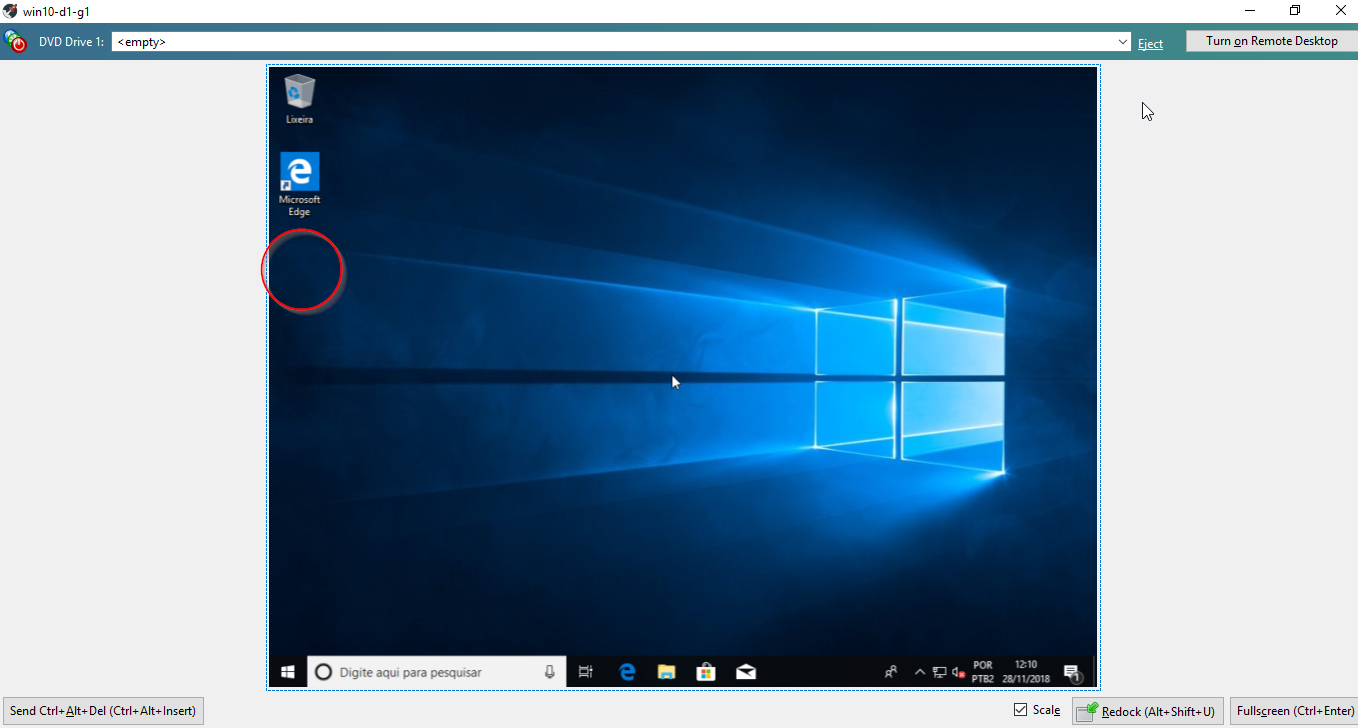 win10-d1-g1
DVD Drive 1: <empty> Eject Turn on Remote Desktop
Lixeira
Microsoft
Edge
Digite aqui para pesquisar
POR 12:10
PTB2 28/11/2018
1
Send Ctrl+Alt+Del (Ctrl+Alt+Insert) Scale Redock (Alt+Shift+U) Fullscreen (Ctrl+Enter)